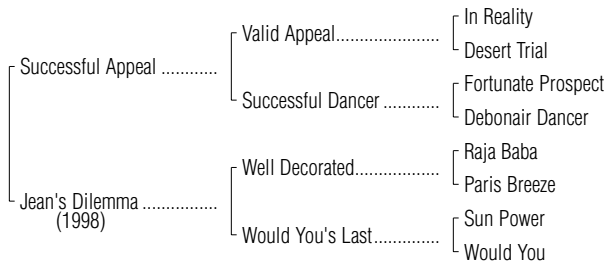 In Reality
Valid Appeal..................
Desert Trial
Successful Appeal ...........
Fortunate Prospect
Successful Dancer ...........
Debonair Dancer
Raja Baba
Well Decorated.................
Paris Breeze
Jean's Dilemma ...............
(1998)
Sun Power
Would You's Last.............
Would You